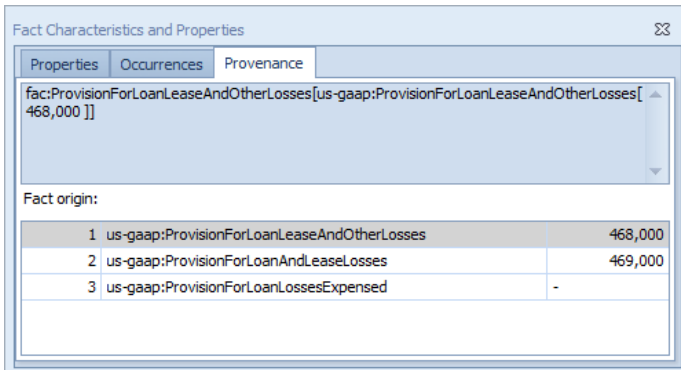 Fact Characteristics and Properties
Properties Occurrences Provenance
fac:ProvisionForLoanLeaseAndOtherLosses[us-gaap:ProvisionForLoanLeaseAndOtherLosses[
468,000 ]]
Fact origin:
1 us-gaap:ProvisionForLoanLeaseAndOtherLosses 468,000
2 us-gaap:ProvisionForLoanAndLeaseLosses 469,000
3 us-gaap:ProvisionForLoanLossesExpensed -